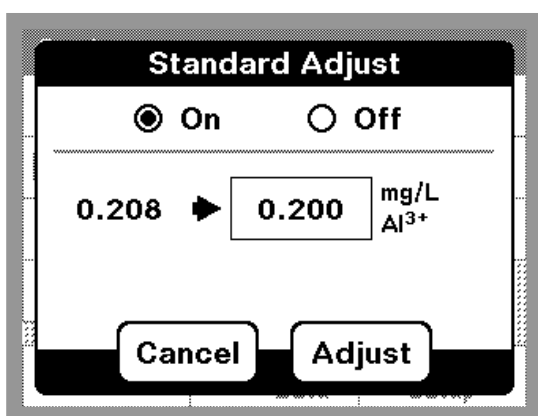 Standard Adjust
On Off
0.208 0.200 mg/L
Al³⁺
Cancel Adjust